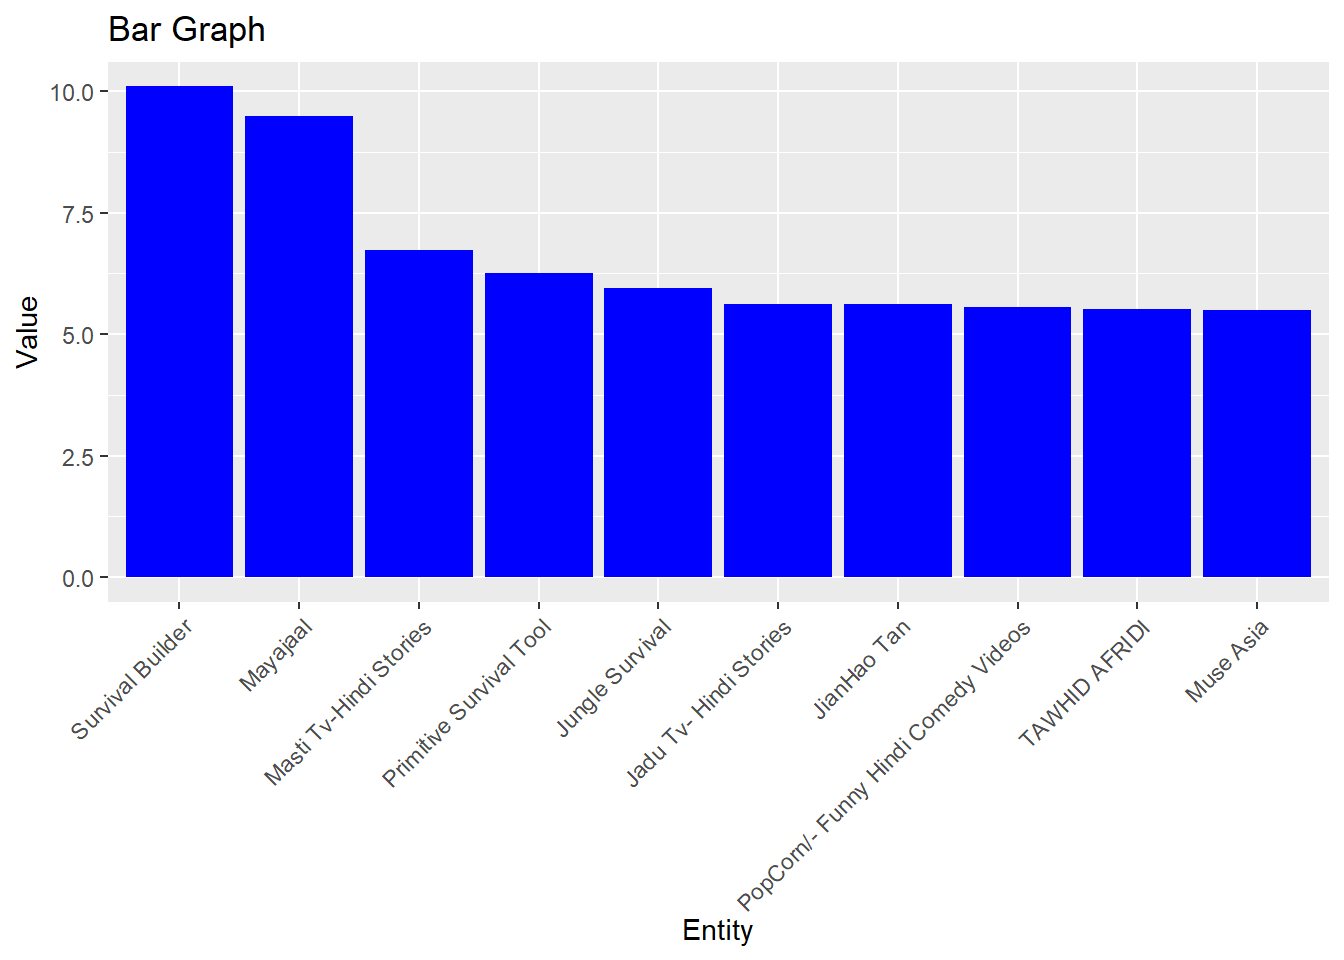 Bar Graph
10.0
7.5
5.0
2.5
0.0
Value
Survival Builder
Mayajaal
Masti Tv-Hindi Stories
Primitive Survival Tool
Jungle Survival
Jadu Tv- Hindi Stories
JianHao Tan
PopCorn/- Funny Hindi Comedy Videos
TAWHID AFRIDI
Muse Asia
Entity